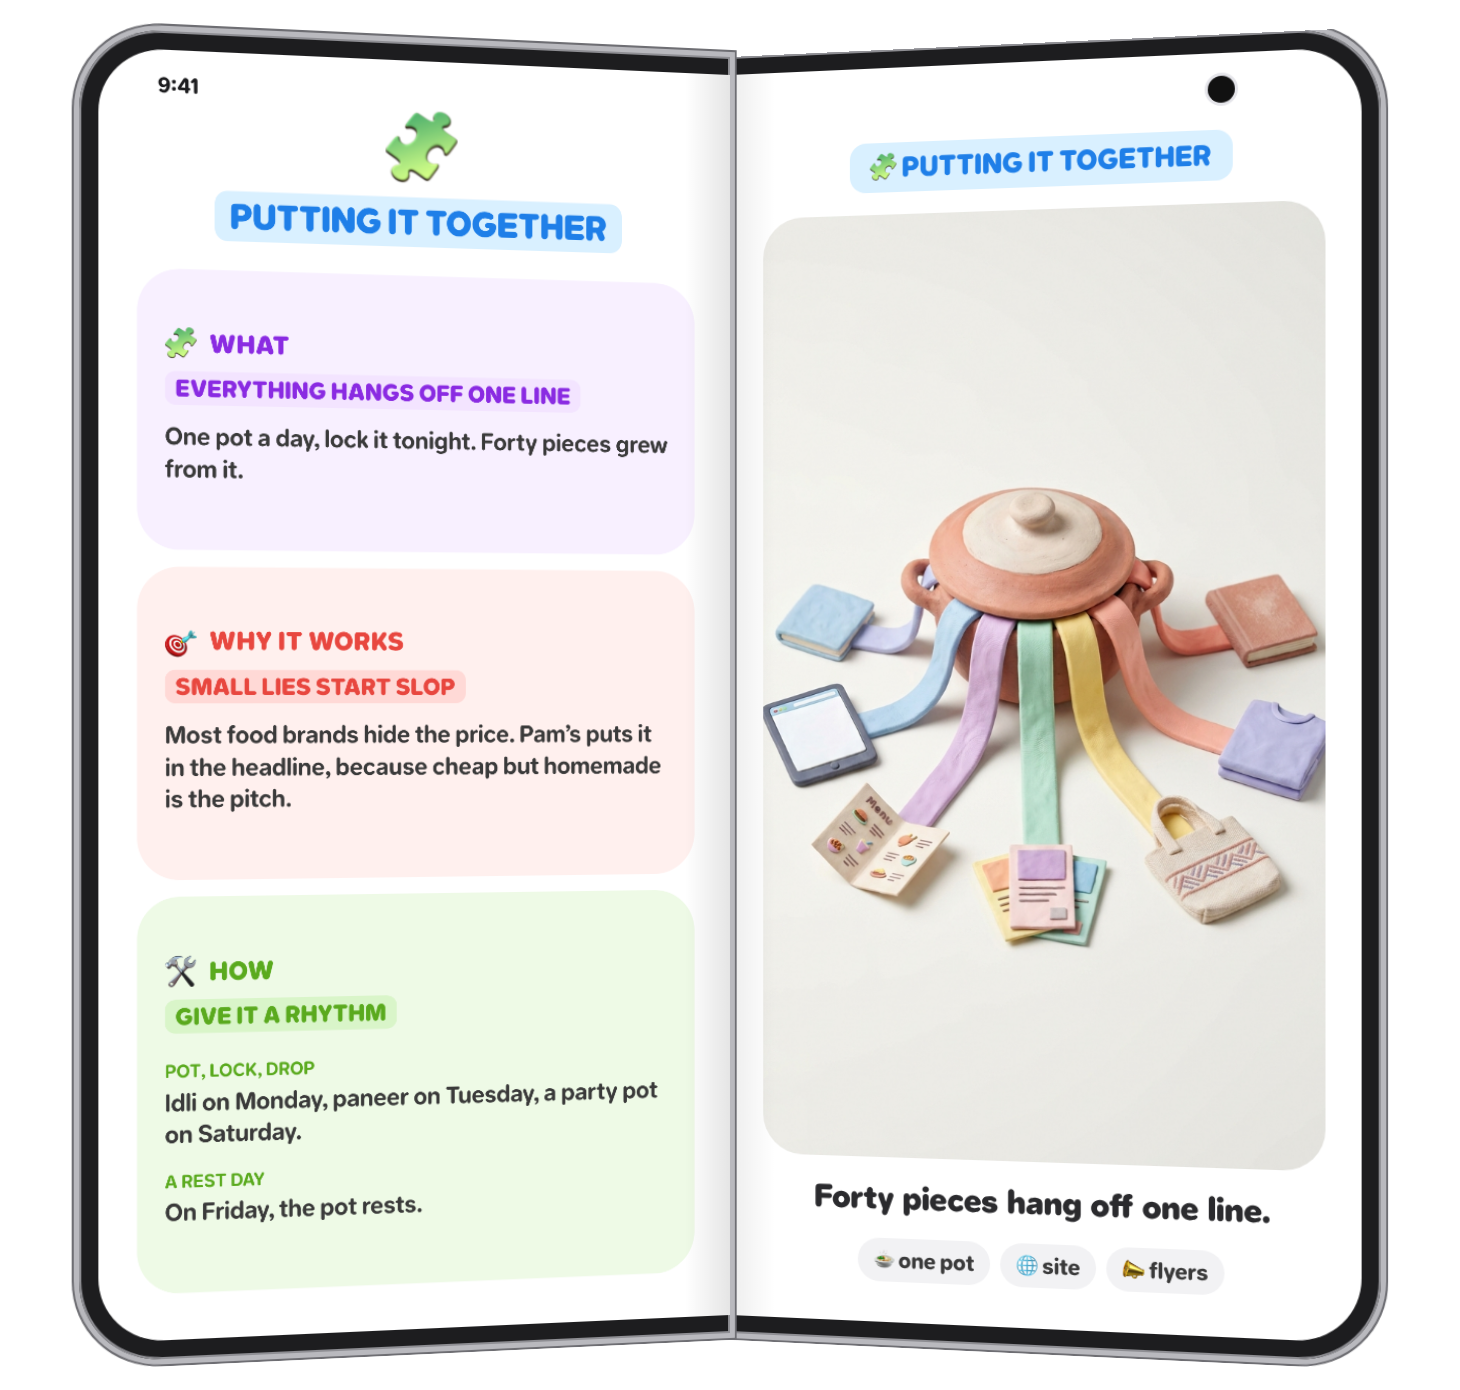 9:41
PUTTING IT TOGETHER
WHAT
EVERYTHING HANGS OFF ONE LINE
One pot a day, lock it tonight. Forty pieces grew
from it.
WHY IT WORKS
SMALL LIES START SLOP
Most food brands hide the price. Pam’s puts it
in the headline, because cheap but homemade
is the pitch.
HOW
GIVE IT A RHYTHM
POT, LOCK, DROP
Idli on Monday, paneer on Tuesday, a party pot
on Saturday.
A REST DAY
On Friday, the pot rests.
PUTTING IT TOGETHER
Menu
Forty pieces hang off one line.
one pot
site
flyers